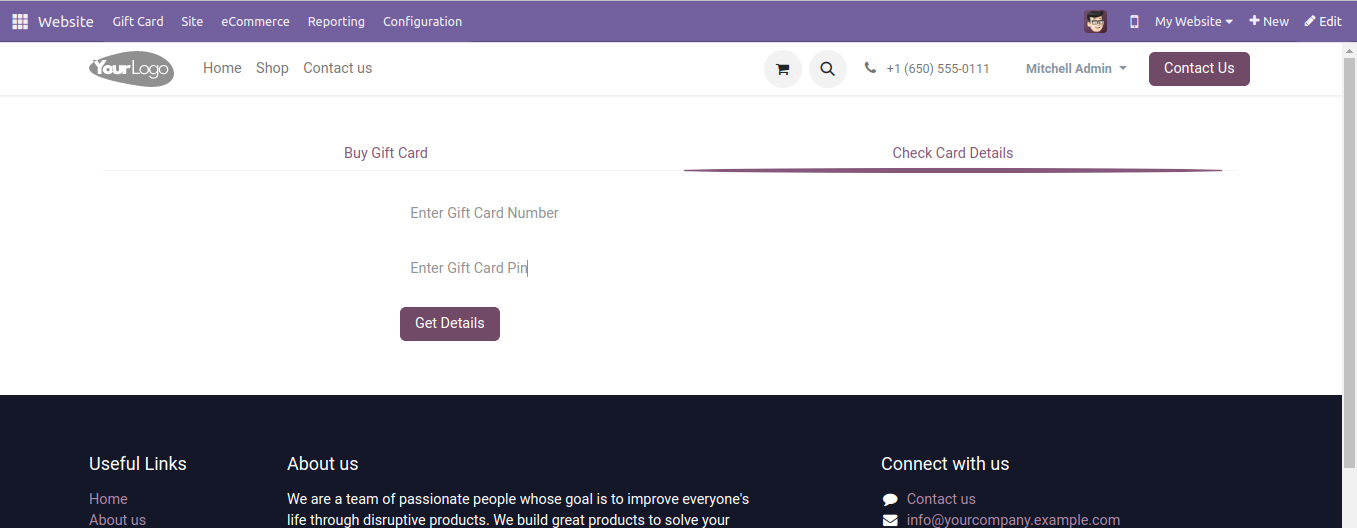 Website Gift Card Site eCommerce Reporting Configuration My Website New Edit
YourLogo Home Shop Contact us +1 (650) 555-0111 Mitchell Admin Contact Us
Buy Gift Card Check Card Details
Enter Gift Card Number
Enter Gift Card Pin
Get Details
Useful Links About us Connect with us
Home We are a team of passionate people whose goal is to improve everyone's Contact us
About us life through disruptive products. We build great products to solve your info@yourcompany.example.com